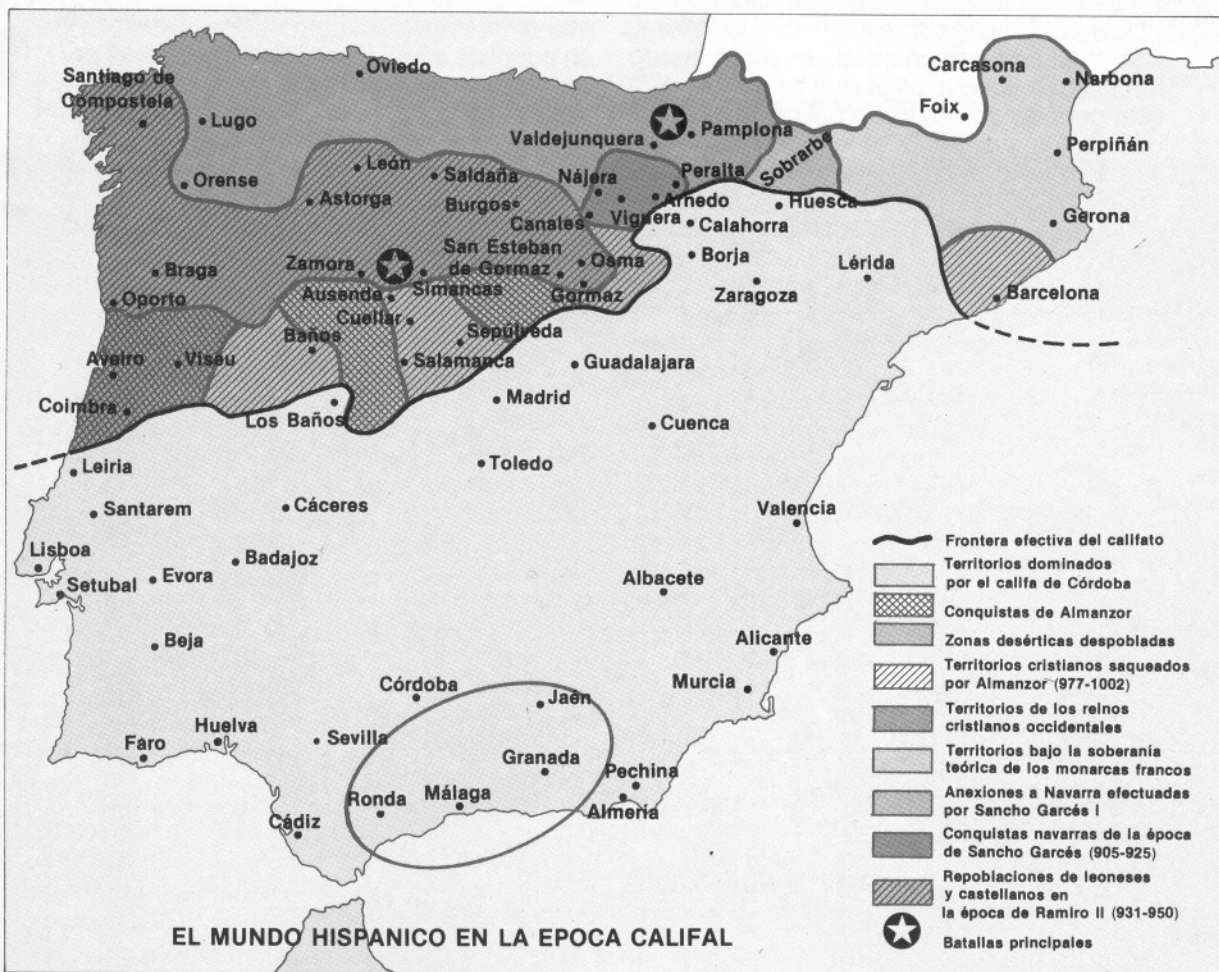 Oviedo
Santiago de
Compostela
Lugo
Orense
León
Astorga
Saldaña
Burgos
Valdejunquera
Pamplona
Nájera
Peralta
Sobrarbe
Canales
Viguera
Arnedo
Huesca
Calahorra
Borja
Zaragoza
Lérida
Carcasona
Narbona
Foix
Perpiñán
Gerona
Barcelona
Braga
Oporto
Zamora
San Esteban
de Gormaz
Osma
Gormaz
Ausende
Simancas
Cuellar
Sepúlveda
Baños
Salamanca
Aveiro
Viseu
Coimbra
Los Baños
Guadalajara
Madrid
Cuenca
Toledo
Leiria
Santarem
Cáceres
Valencia
Lisboa
Badajoz
Evora
Setubal
Albacete
Beja
Alicante
Murcia
Córdoba
Jaén
Huelva
Sevilla
Faro
Granada
Pechina
Málaga
Ronda
Almería
Cádiz
Frontera efectiva del califato
Territorios dominados
por el califa de Córdoba
Conquistas de Almanzor
Zonas desérticas despobladas
Territorios cristianos saqueados
por Almanzor (977-1002)
Territorios de los reinos
cristianos occidentales
Territorios bajo la soberanía
teórica de los monarcas francos
Anexiones a Navarra efectuadas
por Sancho Garcés I
Conquistas navarras de la época
de Sancho Garcés (905-925)
Repoblaciones de leoneses
y castellanos en
la época de Ramiro II (931-950)
Batallas principales
EL MUNDO HISPANICO EN LA EPOCA CALIFAL